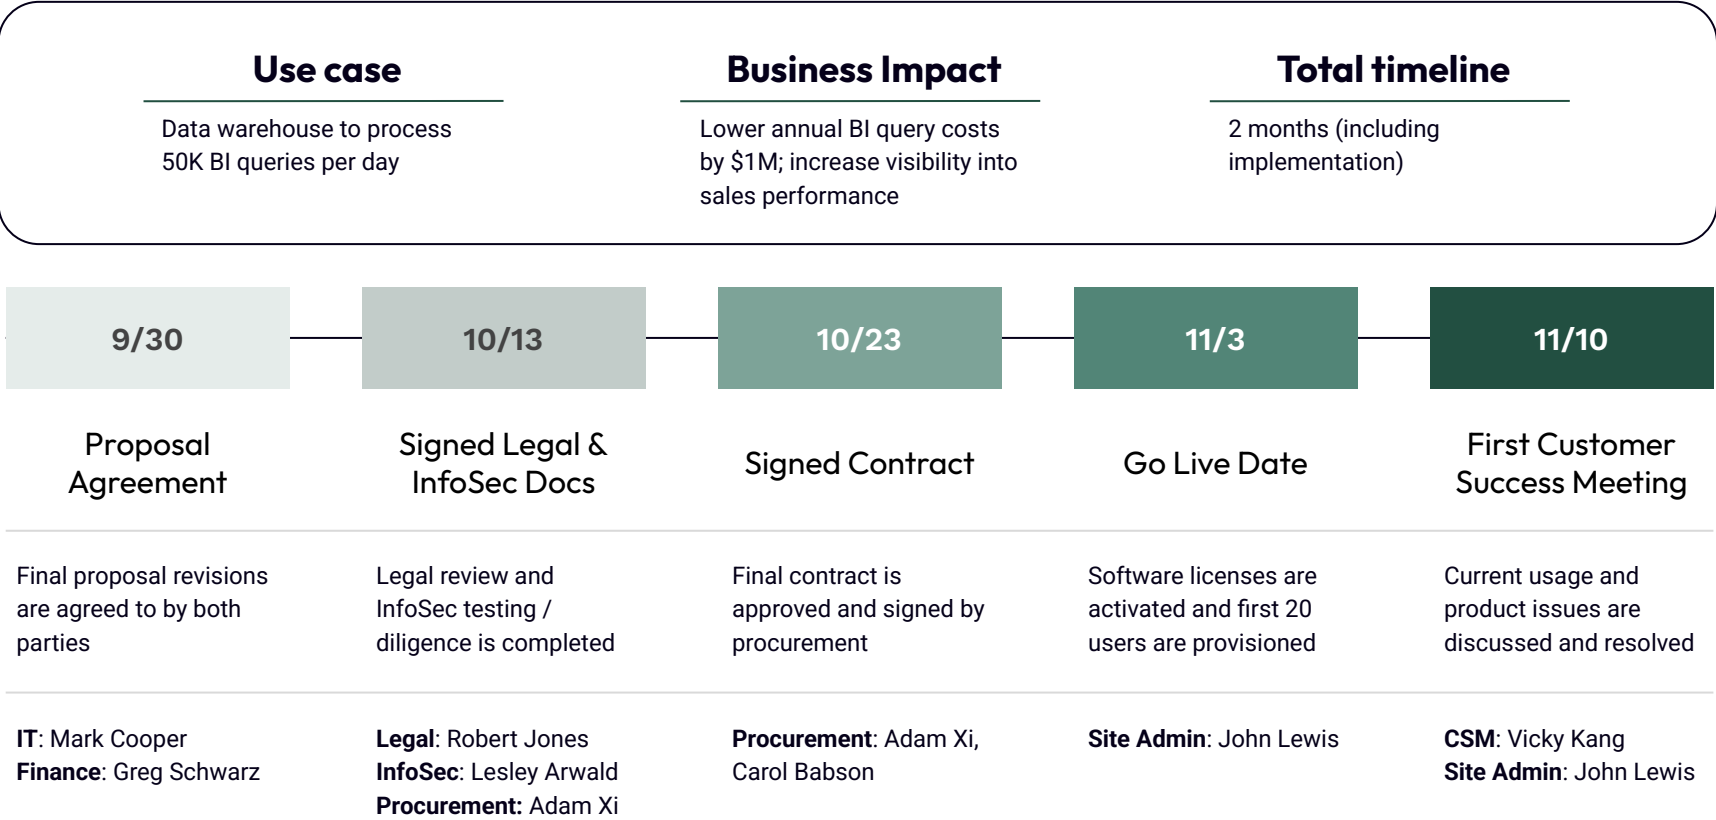 Use case
Data warehouse to process
50K BI queries per day
Business Impact
Lower annual BI query costs
by $1M; increase visibility into
sales performance
Total timeline
2 months (including
implementation)
9/30
10/13
10/23
11/3
11/10
Proposal
Agreement
Signed Legal &
InfoSec Docs
Signed Contract
Go Live Date
First Customer
Success Meeting
Final proposal revisions
are agreed to by both
parties
Legal review and
InfoSec testing /
diligence is completed
Final contract is
approved and signed by
procurement
Software licenses are
activated and first 20
users are provisioned
Current usage and
product issues are
discussed and resolved
IT: Mark Cooper
Finance: Greg Schwarz
Legal: Robert Jones
InfoSec: Lesley Arwald
Procurement: Adam Xi
Procurement: Adam Xi,
Carol Babson
Site Admin: John Lewis
CSM: Vicky Kang
Site Admin: John Lewis